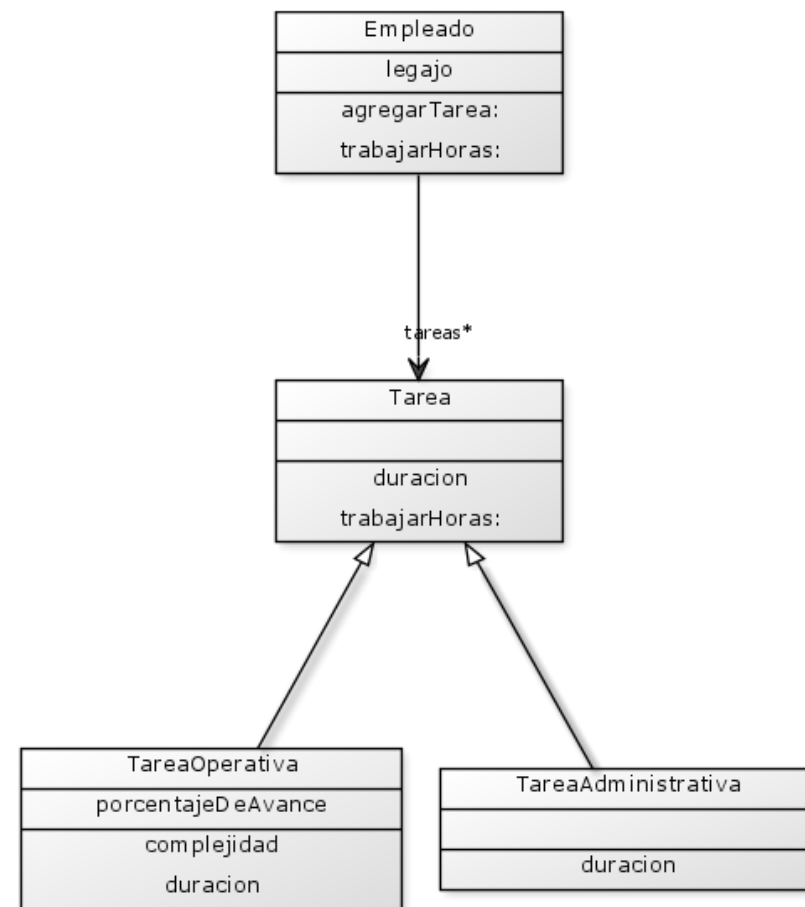 Empleado
legajo
agregarTarea:
trabajarHoras:
tareas*
Tarea
duracion
trabajarHoras:
TareaOperativa
porcentajeDeAvance
complejidad
duracion
TareaAdministrativa
duracion